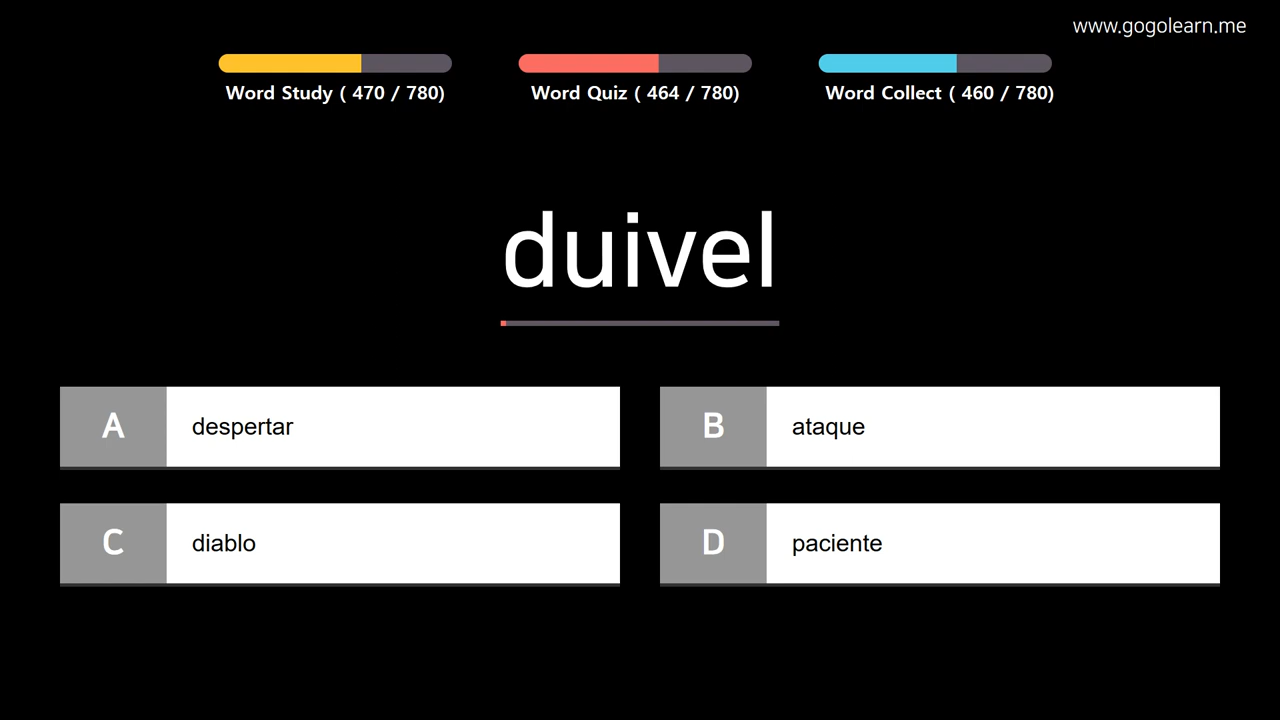 www.gogolearn.me
Word Study ( 470 / 780)
Word Quiz ( 464 / 780)
Word Collect ( 460 / 780)
duivel
A despertar
B ataque
C diablo
D paciente